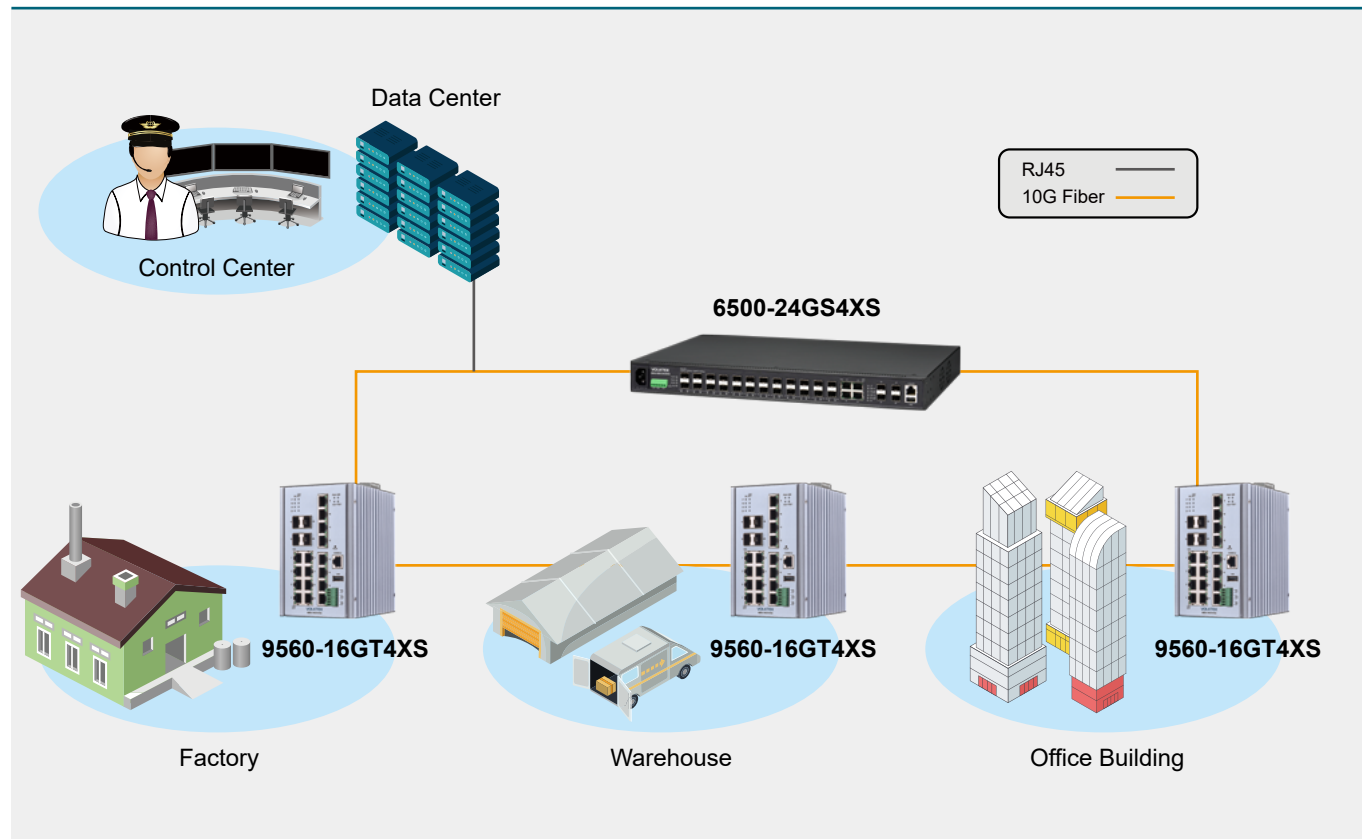 Data Center
RJ45
10G Fiber
Control Center
6500-24GS4XS
9560-16GT4XS
9560-16GT4XS
9560-16GT4XS
Factory
Warehouse
Office Building